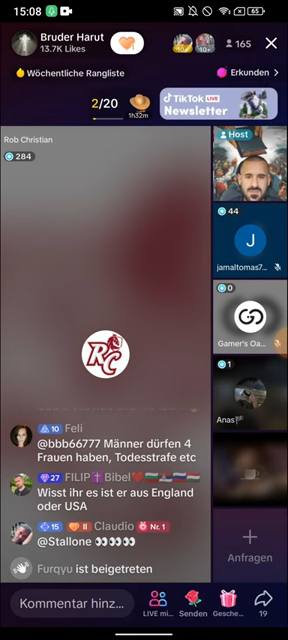 15:08
65
Bruder Harut
13.7K Likes
10+
165
Wöchentliche Rangliste
Erkunden >
2/20
1h32m
TikTok LIVE
Newsletter
Rob Christian
284
Host
44
jamaltomas7...
0
Gamer's Oa...
1
Anas
RC
10 Feli
@bbb66777 Männer dürfen 4
Frauen haben, Todesstrafe etc
27 FILIP Bibel
Wisst ihr es ist er aus England
oder USA
15 II Claudio Nr. 1
@Stallone
Furqyu ist beigetreten
Anfragen
Kommentar hinz...
LIVE mi...
Senden
Gesche...
19